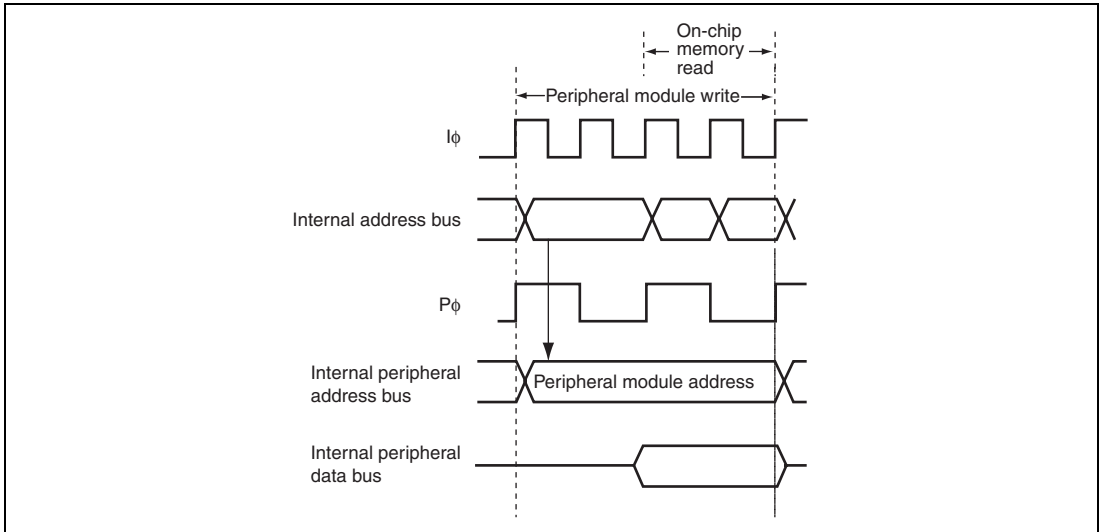 On-chip
memory
read
Peripheral module write
Iϕ
Internal address bus
Pϕ
Internal peripheral
address bus
Peripheral module address
Internal peripheral
data bus